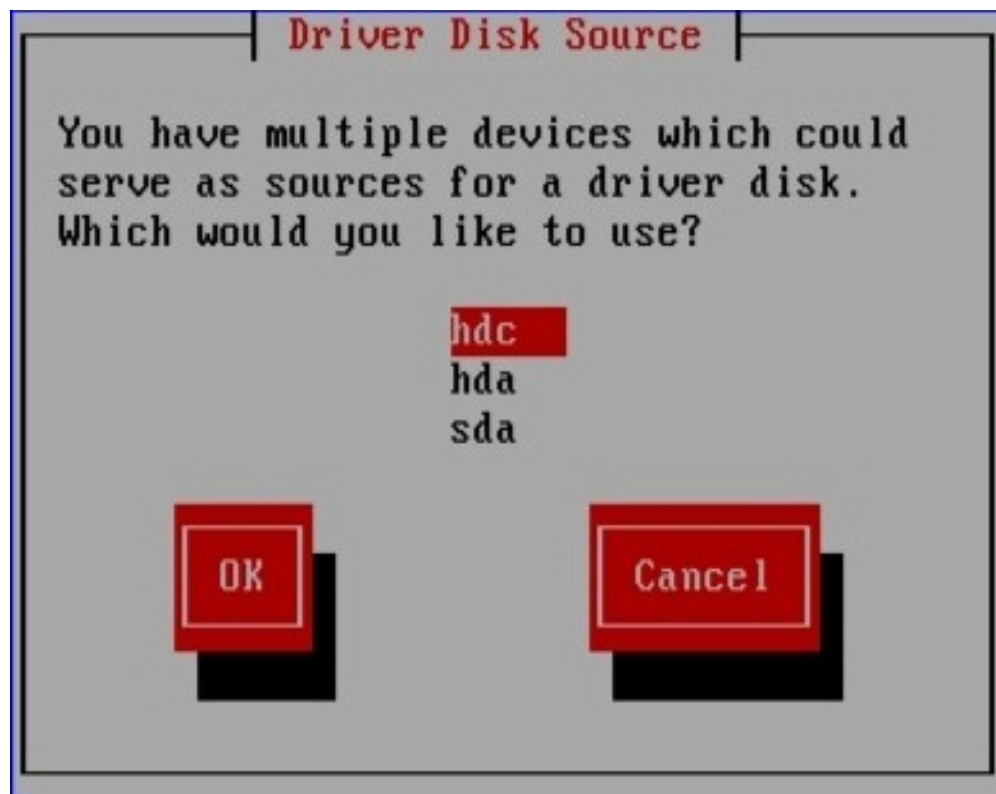 Driver Disk Source
You have multiple devices which could
serve as sources for a driver disk.
Which would you like to use?
hdc
hda
sda
OK
Cancel